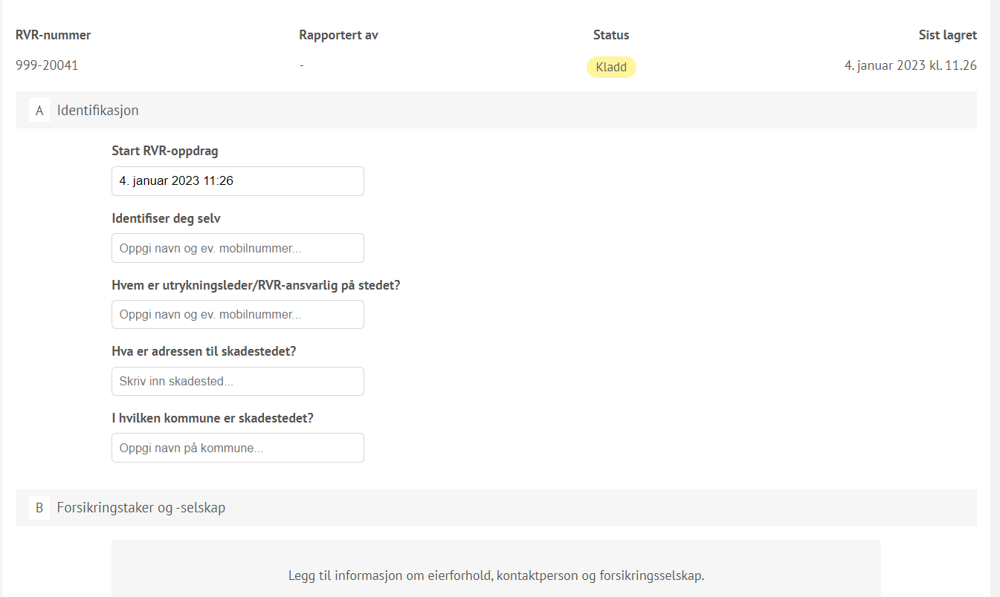 RVR-nummer Rapportert av Status Sist lagret
999-20041 - Kladd 4. januar 2023 kl. 11.26
A Identifikasjon
Start RVR-oppdrag
4. januar 2023 11:26
Identifiser deg selv
Oppgi navn og ev. mobilnummer...
Hvem er utrykningsleder/RVR-ansvarlig på stedet?
Oppgi navn og ev. mobilnummer...
Hva er adressen til skadestedet?
Skriv inn skadested...
I hvilken kommune er skadestedet?
Oppgi navn på kommune...
B Forsikringstaker og -selskap
Legg til informasjon om eierforhold, kontaktperson og forsikringsselskap.